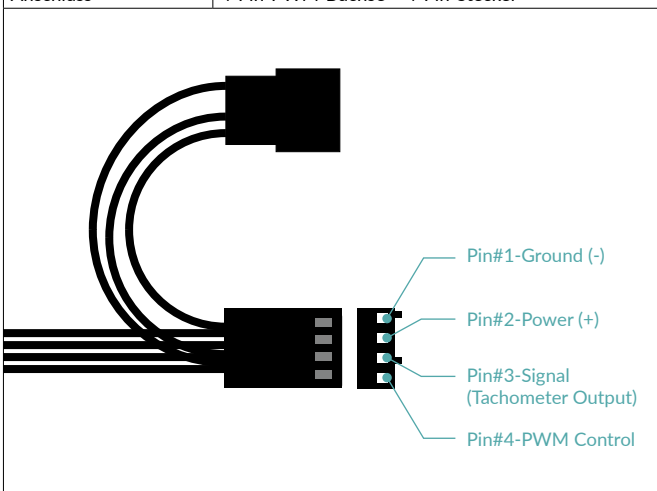 Pin#1-Ground (-)
Pin#2-Power (+)
Pin#3-Signal
(Tachometer Output)
Pin#4-PWM Control